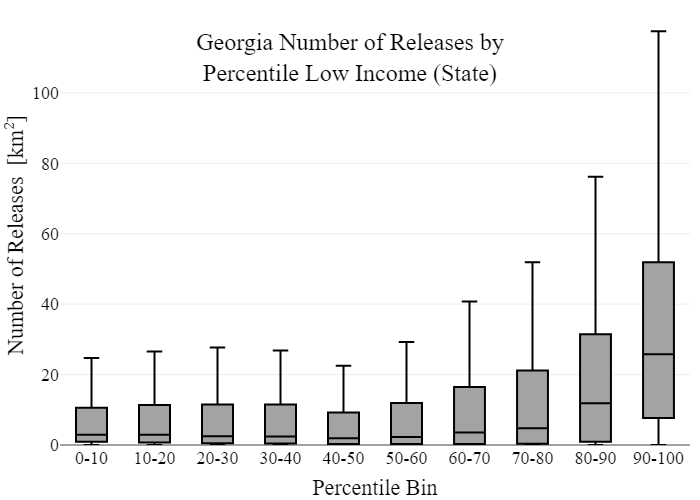 Georgia Number of Releases by
Percentile Low Income (State)
Number of Releases [km²]
100
80
60
40
20
0
0-10 10-20 20-30 30-40 40-50 50-60 60-70 70-80 80-90 90-100
Percentile Bin